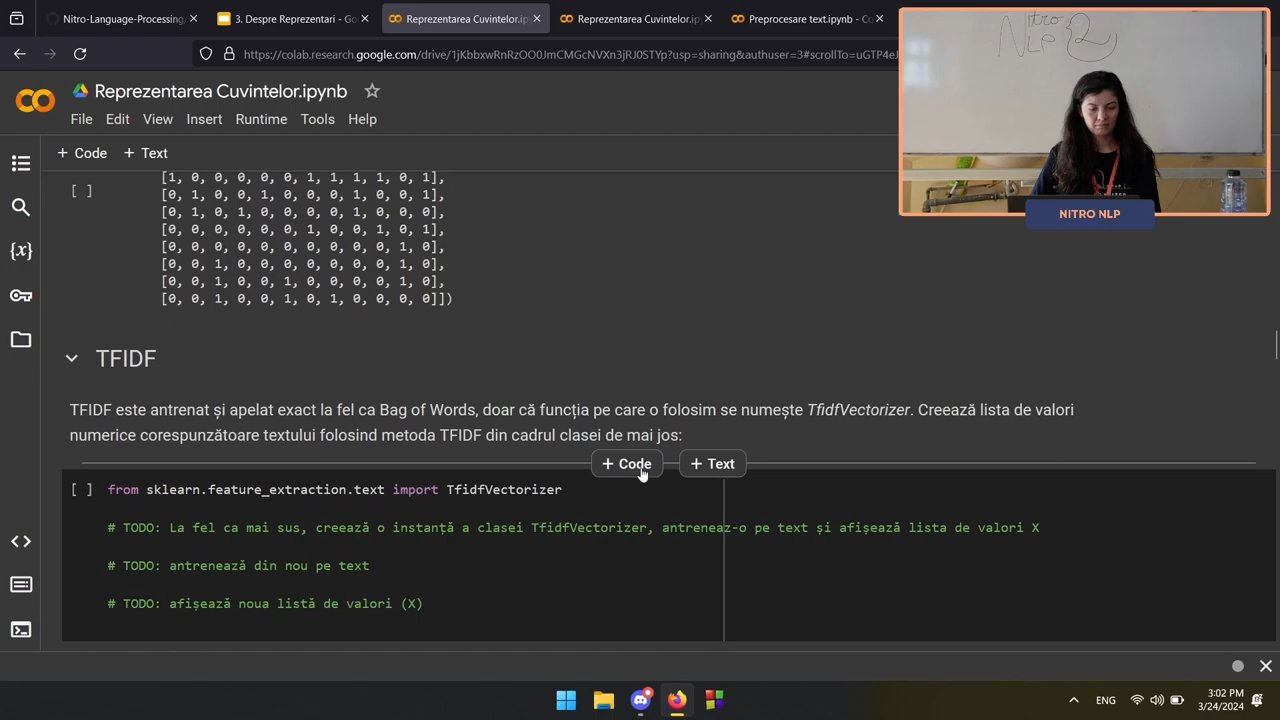 Nitro-Language-Processing,
3. Despre Reprezentari - Go
Reprezentarea Cuvintelor.ip
Reprezentarea Cuvintelor.ip
Preprocesare text.ipynb - Co
https://colab.research.google.com/drive/1jKbbxwRnRzOO0JmCMGcNVXn3jRJ0STYp?usp=sharing&authuser=3#scrollTo=uGTP4eJ
Nitro
NLP 2
Reprezentarea Cuvintelor.ipynb
File Edit View Insert Runtime Tools Help
+ Code + Text
NITRO NLP
[1, 0, 0, 0, 0, 0, 1, 1, 1, 1, 0, 1],
[ ] [0, 1, 0, 0, 0, 1, 0, 0, 0, 0, 0, 1],
[0, 1, 0, 1, 0, 0, 0, 0, 1, 0, 0, 0],
[0, 0, 0, 0, 0, 0, 1, 0, 0, 1, 0, 1],
[0, 0, 0, 0, 0, 0, 0, 0, 0, 0, 1, 0],
[0, 0, 1, 0, 0, 0, 0, 0, 0, 0, 1, 0],
[0, 0, 1, 0, 0, 1, 0, 0, 0, 0, 1, 0],
[0, 0, 1, 0, 0, 1, 0, 1, 0, 0, 0, 0]])
TFIDF
TFIDF este antrenat și apelat exact la fel ca Bag of Words, doar că funcția pe care o folosim se numește TfidfVectorizer. Creează lista de valori
numerice corespunzătoare textului folosind metoda TFIDF din cadrul clasei de mai jos:
+ Code + Text
[ ] from sklearn.feature_extraction.text import TfidfVectorizer
# TODO: La fel ca mai sus, creează o instanță a clasei TfidfVectorizer, antreneaz-o pe text și afișează lista de valori X
# TODO: antrenează din nou pe text
# TODO: afișează noua listă de valori (X)
ENG
3:02 PM
3/24/2024